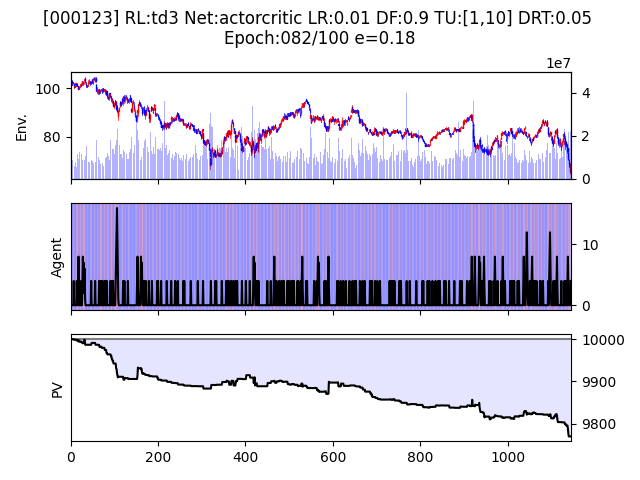 [000123] RL:td3 Net:actorcritic LR:0.01 DF:0.9 TU:[1,10] DRT:0.05
Epoch:082/100 e=0.18
1e7
100
80
Env.
4
2
0
Agent
10
0
PV
10000
9900
9800
0 200 400 600 800 1000